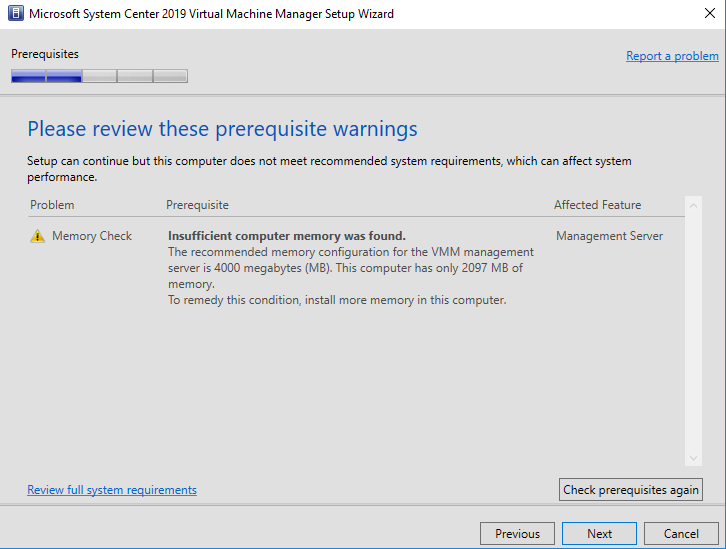 Microsoft System Center 2019 Virtual Machine Manager Setup Wizard
Prerequisites
Report a problem
Please review these prerequisite warnings
Setup can continue but this computer does not meet recommended system requirements, which can affect system
performance.
Problem Prerequisite Affected Feature
Memory Check Insufficient computer memory was found. Management Server
The recommended memory configuration for the VMM management
server is 4000 megabytes (MB). This computer has only 2097 MB of
memory.
To remedy this condition, install more memory in this computer.
Review full system requirements Check prerequisites again
Previous Next Cancel